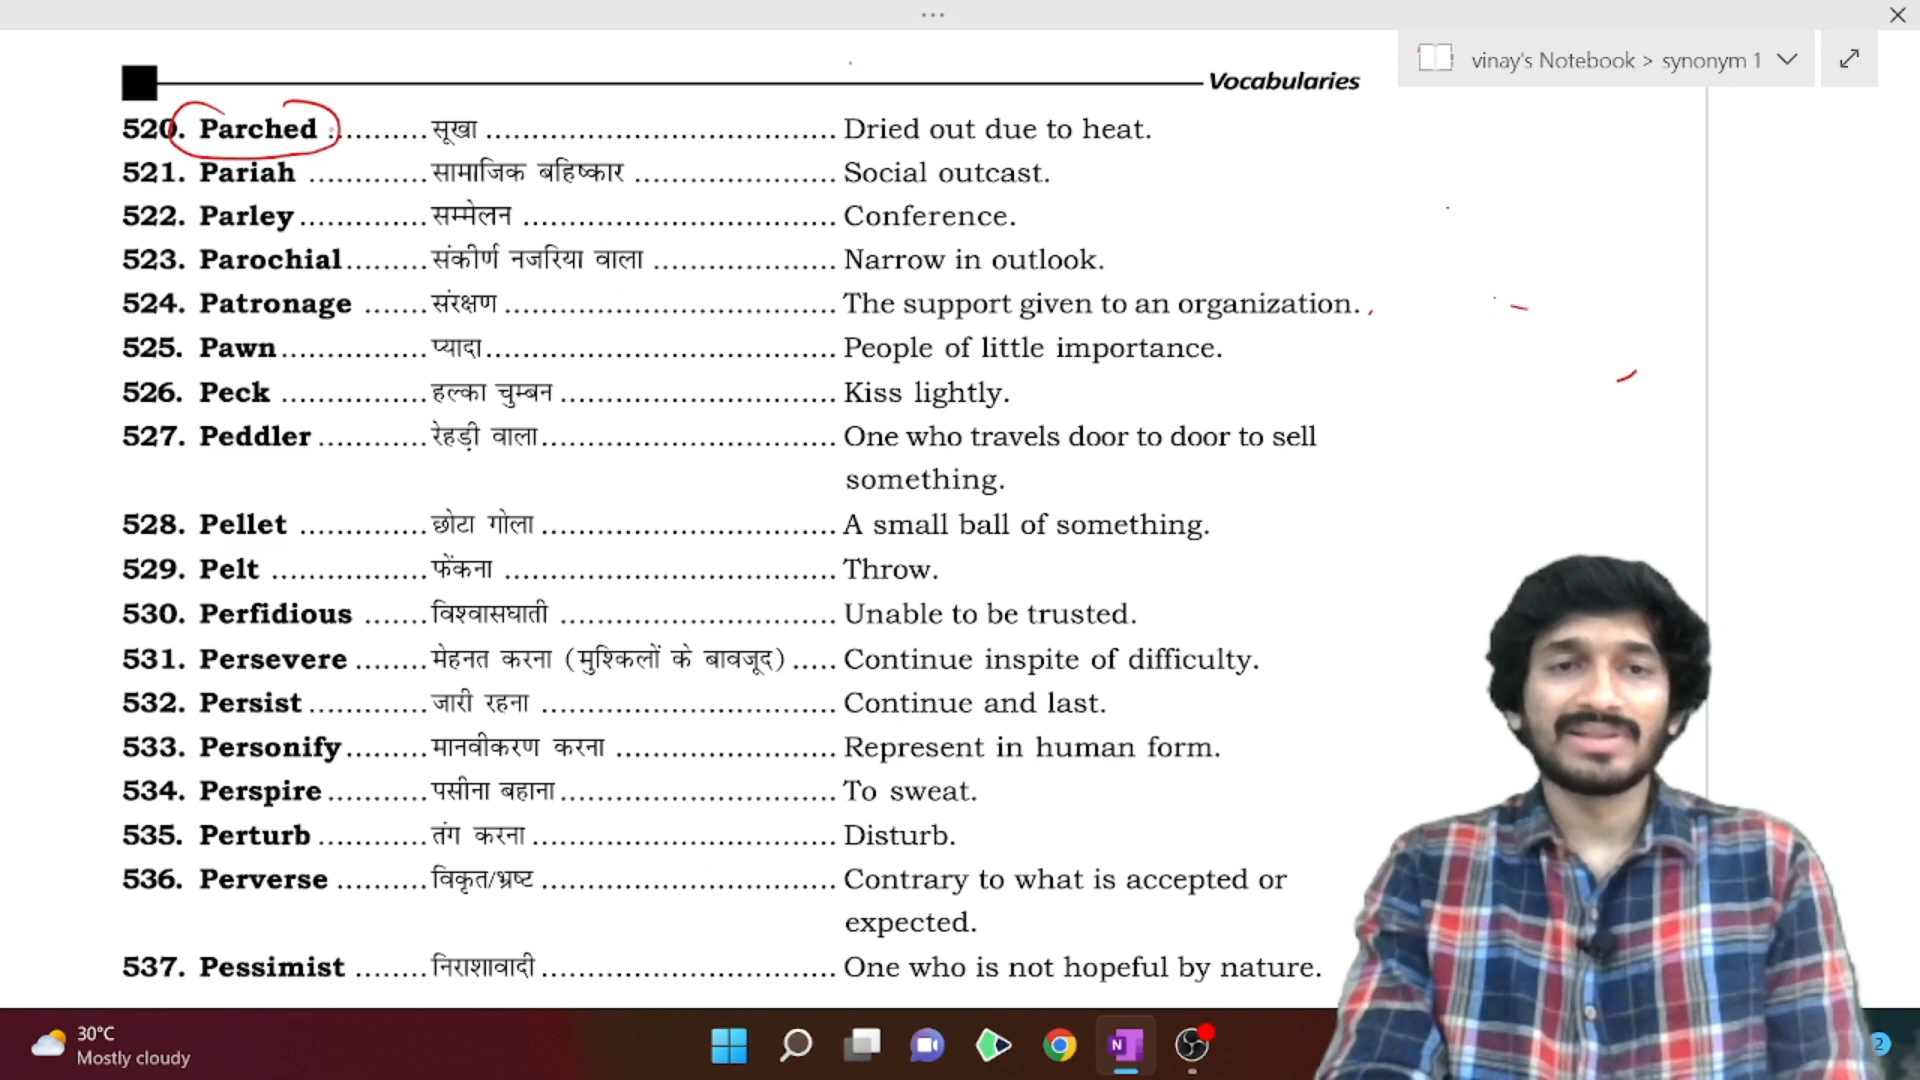 vinay's Notebook > synonym 1
Vocabularies
520. Parched ........... सूखा ................................... Dried out due to heat.
521. Pariah ............. सामाजिक बहिष्कार .................... Social outcast.
522. Parley .............. सम्मेलन ............................... Conference.
523. Parochial ......... संकीर्ण नजरिया वाला .................. Narrow in outlook.
524. Patronage ....... संरक्षण ................................. The support given to an organization.
525. Pawn ................ प्यादा ................................... People of little importance.
526. Peck ................ हल्का चुम्बन ........................... Kiss lightly.
527. Peddler ............ रेहड़ी वाला ............................. One who travels door to door to sell
something.
528. Pellet .............. छोटा गोला ............................. A small ball of something.
529. Pelt ................. फेंकना ................................. Throw.
530. Perfidious ....... विश्वासघाती ........................... Unable to be trusted.
531. Persevere ........ मेहनत करना (मुश्किलों के बावजूद) ..... Continue inspite of difficulty.
532. Persist ............. जारी रहना ............................. Continue and last.
533. Personify ......... मानवीकरण करना ...................... Represent in human form.
534. Perspire ........... पसीना बहाना ........................... To sweat.
535. Perturb ............ तंग करना .............................. Disturb.
536. Perverse .......... विकृत/भ्रष्ट ............................. Contrary to what is accepted or
expected.
537. Pessimist ........ निराशावादी ............................. One who is not hopeful by nature.
30°C
Mostly cloudy
N
2